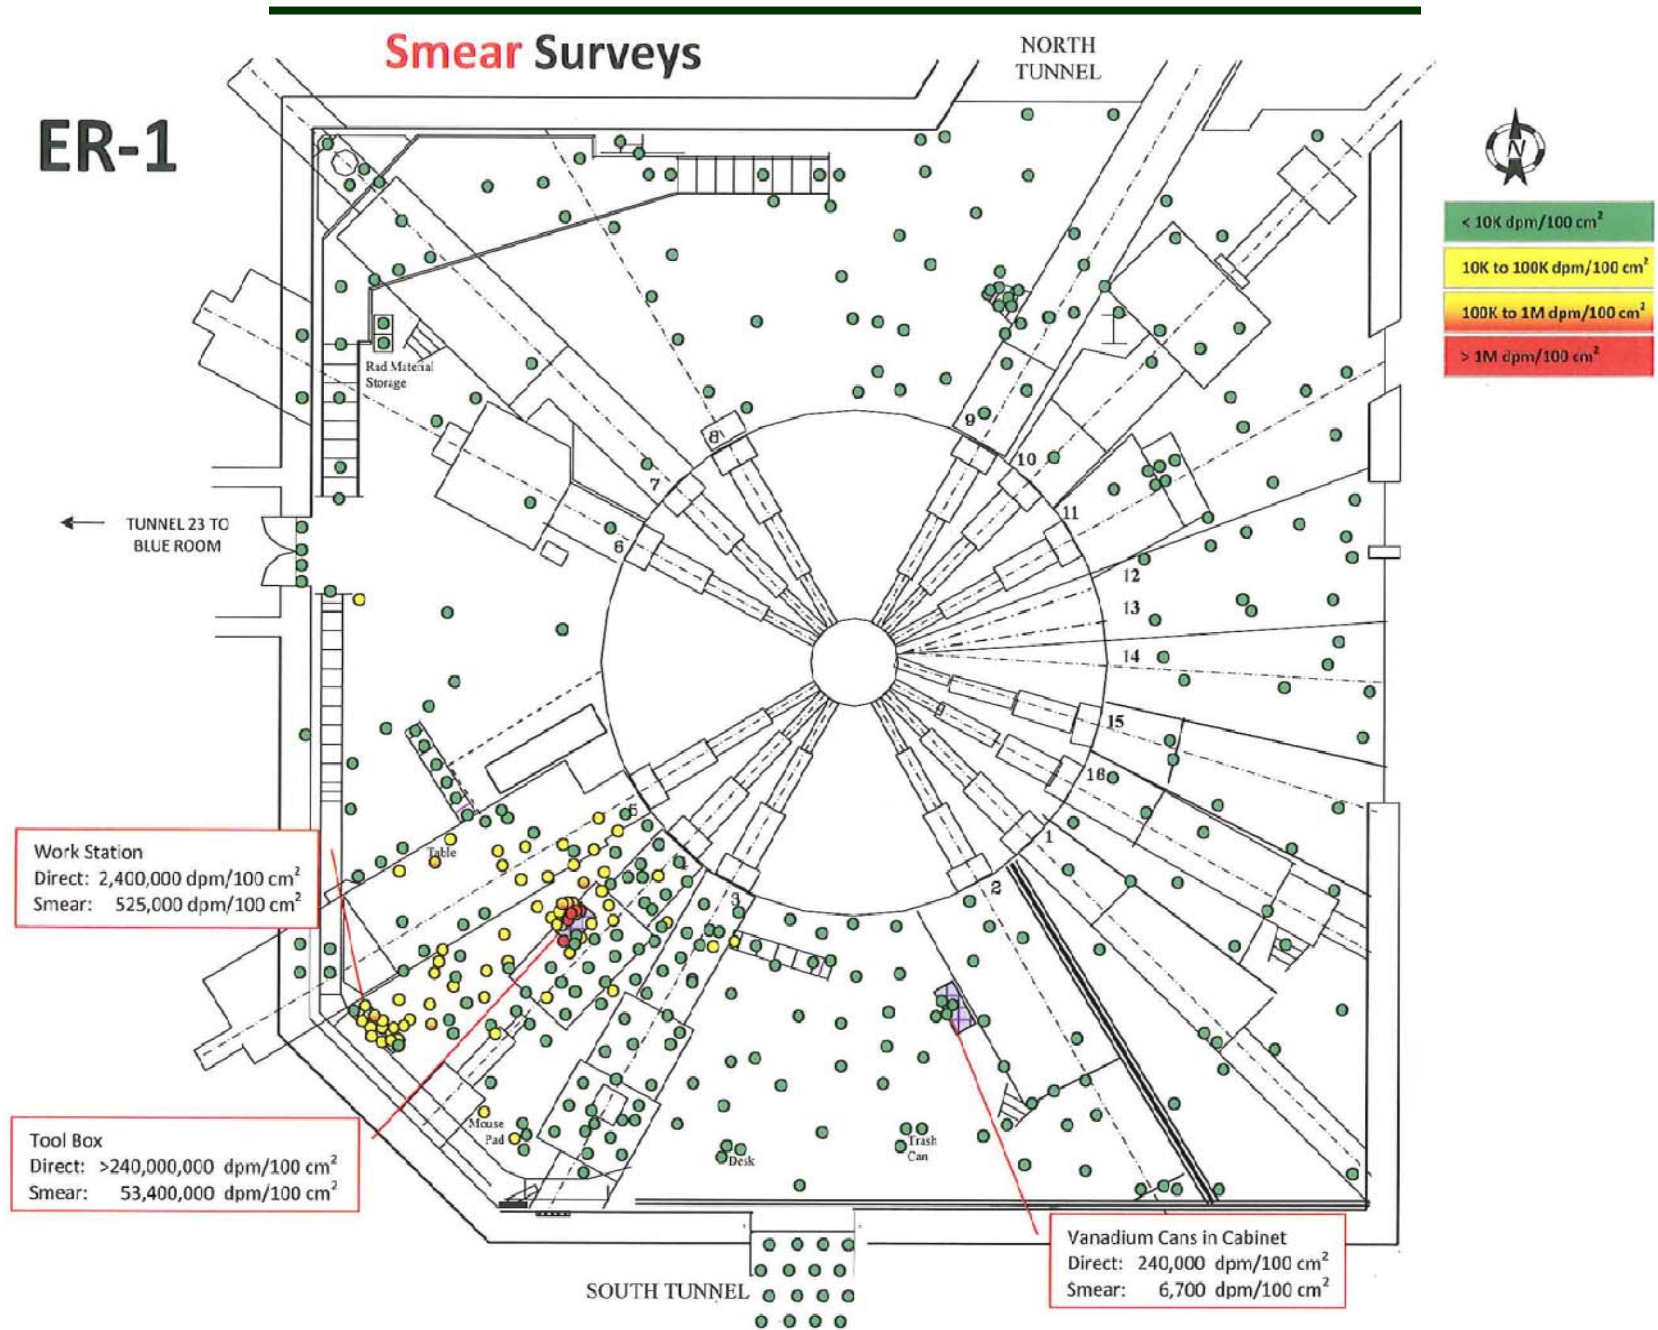 Smear Surveys
NORTH
TUNNEL
ER-1
N
< 10K dpm/100 cm²
10K to 100K dpm/100 cm²
100K to 1M dpm/100 cm²
> 1M dpm/100 cm²
Rad Material
Storage
8
9
10
7
11
TUNNEL 23 TO
BLUE ROOM
6
12
13
14
15
16
5
1
4
2
3
Table
Work Station
Direct: 2,400,000 dpm/100 cm²
Smear: 525,000 dpm/100 cm²
Mouse
Pad
Tool Box
Direct: >240,000,000 dpm/100 cm²
Smear: 53,400,000 dpm/100 cm²
Desk
Trash
Can
Vanadium Cans in Cabinet
Direct: 240,000 dpm/100 cm²
Smear: 6,700 dpm/100 cm²
SOUTH TUNNEL